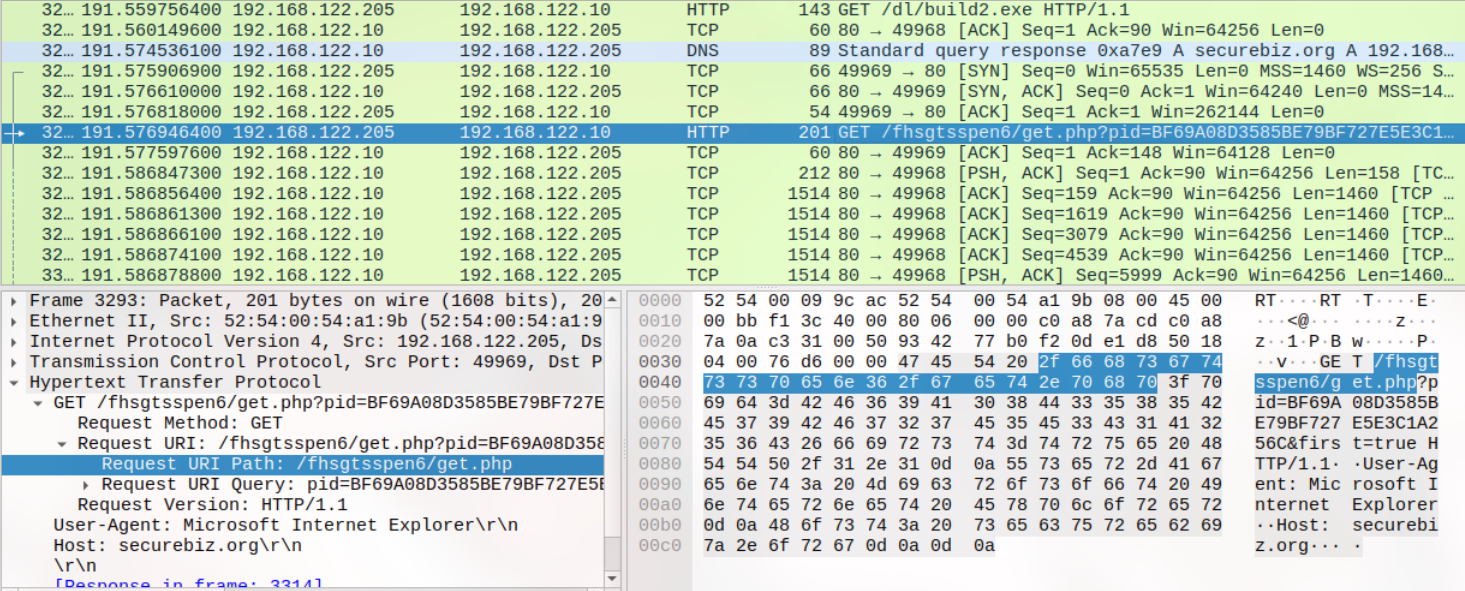 32… 191.559756400 192.168.122.205 192.168.122.10 HTTP 143 GET /dl/build2.exe HTTP/1.1
32… 191.560149600 192.168.122.10 192.168.122.205 TCP 60 80 → 49968 [ACK] Seq=1 Ack=90 Win=64256 Len=0
32… 191.574536100 192.168.122.10 192.168.122.205 DNS 89 Standard query response 0xa7e9 A securebiz.org A 192.168…
32… 191.575906900 192.168.122.205 192.168.122.10 TCP 66 49969 → 80 [SYN] Seq=0 Win=65535 Len=0 MSS=1460 WS=256 S…
32… 191.576610000 192.168.122.10 192.168.122.205 TCP 66 80 → 49969 [SYN, ACK] Seq=0 Ack=1 Win=64240 Len=0 MSS=14…
32… 191.576818000 192.168.122.205 192.168.122.10 TCP 54 49969 → 80 [ACK] Seq=1 Ack=1 Win=262144 Len=0
32… 191.576946400 192.168.122.205 192.168.122.10 HTTP 201 GET /fhsgtsspen6/get.php?pid=BF69A08D3585BE79BF727E5E3C1…
32… 191.577597600 192.168.122.10 192.168.122.205 TCP 60 80 → 49969 [ACK] Seq=1 Ack=148 Win=64128 Len=0
32… 191.586847300 192.168.122.10 192.168.122.205 TCP 212 80 → 49968 [PSH, ACK] Seq=1 Ack=90 Win=64256 Len=158 [TC…
32… 191.586856400 192.168.122.10 192.168.122.205 TCP 1514 80 → 49968 [ACK] Seq=159 Ack=90 Win=64256 Len=1460 [TCP …
32… 191.586861300 192.168.122.10 192.168.122.205 TCP 1514 80 → 49968 [ACK] Seq=1619 Ack=90 Win=64256 Len=1460 [TCP…
32… 191.586866100 192.168.122.10 192.168.122.205 TCP 1514 80 → 49968 [ACK] Seq=3079 Ack=90 Win=64256 Len=1460 [TCP…
32… 191.586874100 192.168.122.10 192.168.122.205 TCP 1514 80 → 49968 [ACK] Seq=4539 Ack=90 Win=64256 Len=1460 [TCP…
33… 191.586878800 192.168.122.10 192.168.122.205 TCP 1514 80 → 49968 [PSH, ACK] Seq=5999 Ack=90 Win=64256 Len=1460…
Frame 3293: Packet, 201 bytes on wire (1608 bits), 20
Ethernet II, Src: 52:54:00:54:a1:9b (52:54:00:54:a1:9
Internet Protocol Version 4, Src: 192.168.122.205, Ds
Transmission Control Protocol, Src Port: 49969, Dst P
Hypertext Transfer Protocol
GET /fhsgtsspen6/get.php?pid=BF69A08D3585BE79BF727E
Request Method: GET
Request URI: /fhsgtsspen6/get.php?pid=BF69A08D358
Request URI Path: /fhsgtsspen6/get.php
Request URI Query: pid=BF69A08D3585BE79BF727E5E
Request Version: HTTP/1.1
User-Agent: Microsoft Internet Explorer\r\n
Host: securebiz.org\r\n
\r\n
[Response in frame: 3314]
0000 52 54 00 09 9c ac 52 54 00 54 a1 9b 08 00 45 00 RT····RT ·T····E·
0010 00 bb f1 3c 40 00 80 06 00 00 c0 a8 7a cd c0 a8 ···<@··· ····z···
0020 7a 0a c3 31 00 50 93 42 77 b0 f2 0d e1 d8 50 18 z··1·P·B w·····P·
0030 04 00 76 d6 00 00 47 45 54 20 2f 66 68 73 67 74 ··v···GE T /fhsgt
0040 73 73 70 65 6e 36 2f 67 65 74 2e 70 68 70 3f 70 sspen6/g et.php?p
0050 69 64 3d 42 46 36 39 41 30 38 44 33 35 38 35 42 id=BF69A 08D3585B
0060 45 37 39 42 46 37 32 37 45 35 45 33 43 31 41 32 E79BF727 E5E3C1A2
0070 35 36 43 26 66 69 72 73 74 3d 74 72 75 65 20 48 56C&firs t=true H
0080 54 54 50 2f 31 2e 31 0d 0a 55 73 65 72 2d 41 67 TTP/1.1· ·User-Ag
0090 65 6e 74 3a 20 4d 69 63 72 6f 73 6f 66 74 20 49 ent: Mic rosoft I
00a0 6e 74 65 72 6e 65 74 20 45 78 70 6c 6f 72 65 72 nternet Explorer
00b0 0d 0a 48 6f 73 74 3a 20 73 65 63 75 72 65 62 69 ··Host: securebi
00c0 7a 2e 6f 72 67 0d 0a 0d 0a z.org··· ·